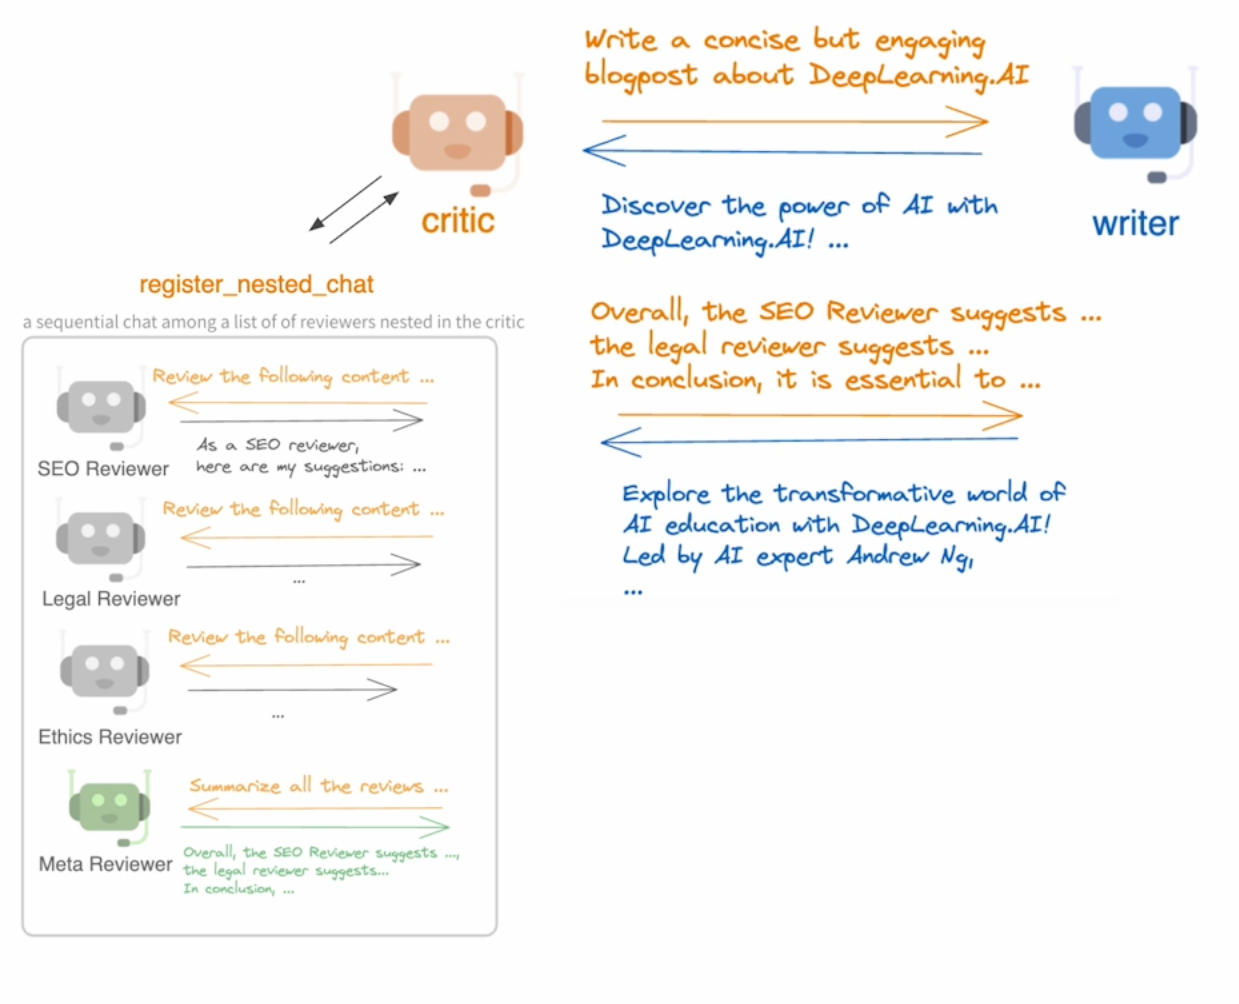 Write a concise but engaging
blogpost about DeepLearning.AI
critic
writer
Discover the power of AI with
DeepLearning.AI! ...
register_nested_chat
a sequential chat among a list of of reviewers nested in the critic
Overall, the SEO Reviewer suggests ...
the legal reviewer suggests ...
In conclusion, it is essential to ...
Explore the transformative world of
AI education with DeepLearning.AI!
Led by AI expert Andrew Ng,
...
Review the following content ...
As a SEO reviewer,
here are my suggestions: ...
SEO Reviewer
Review the following content ...
...
Legal Reviewer
Review the following content ...
...
Ethics Reviewer
Summarize all the reviews ...
Meta Reviewer
Overall, the SEO Reviewer suggests ...,
the legal reviewer suggests...
In conclusion, ...